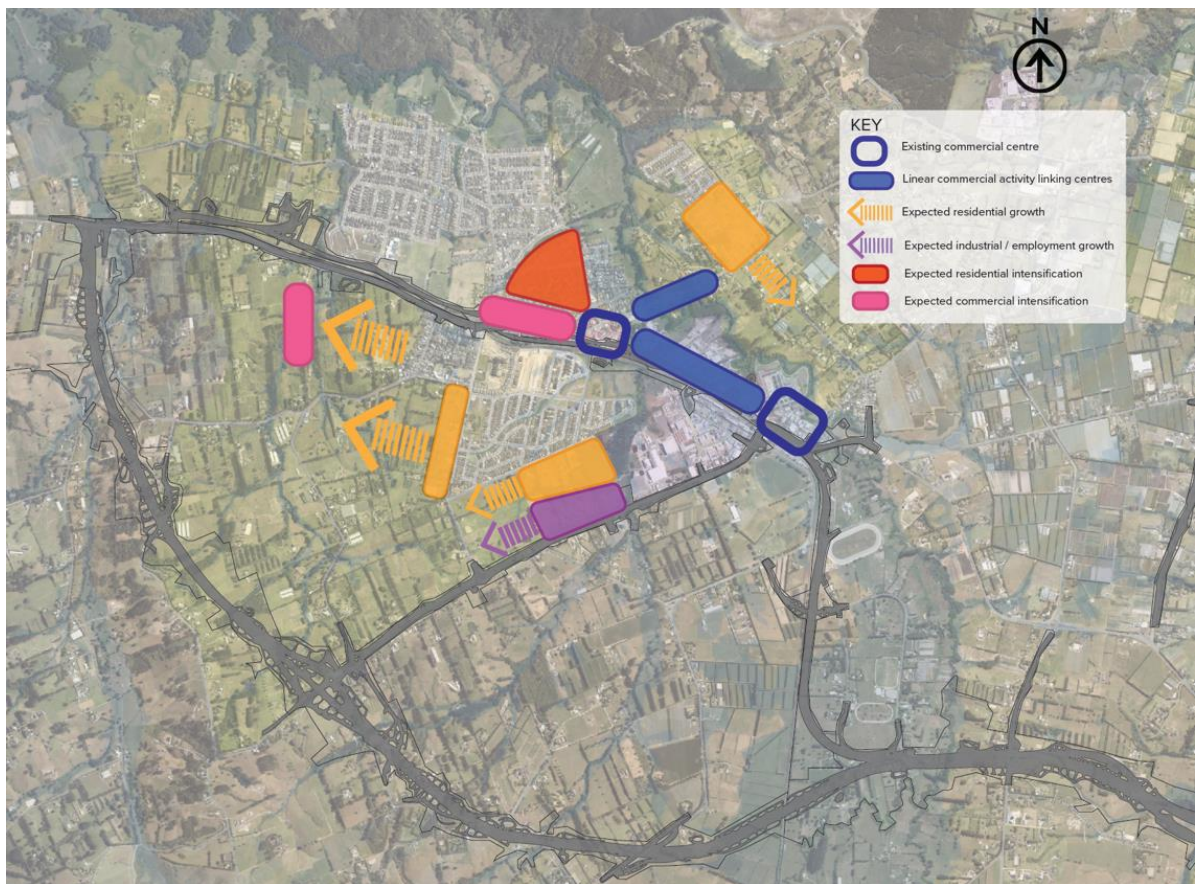 N
KEY
Existing commercial centre
Linear commercial activity linking centres
Expected residential growth
Expected industrial / employment growth
Expected residential intensification
Expected commercial intensification